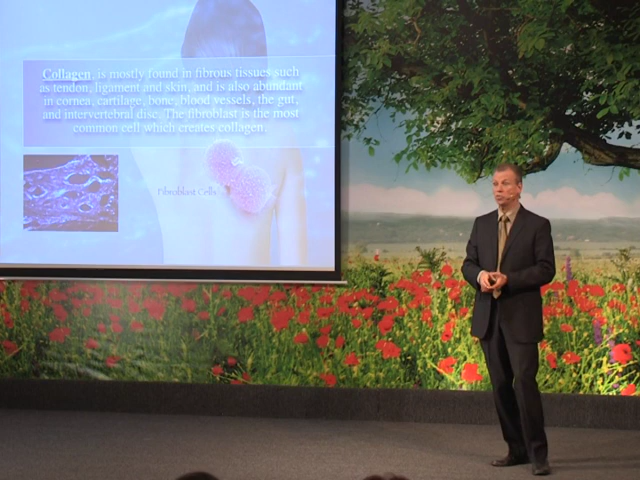 Collagen, is mostly found in fibrous tissues such
as tendon, ligament and skin, and is also abundant
in cornea, cartilage, bone, blood vessels, the gut,
and intervertebral disc. The fibroblast is the most
common cell which creates collagen.
Fibroblast Cells